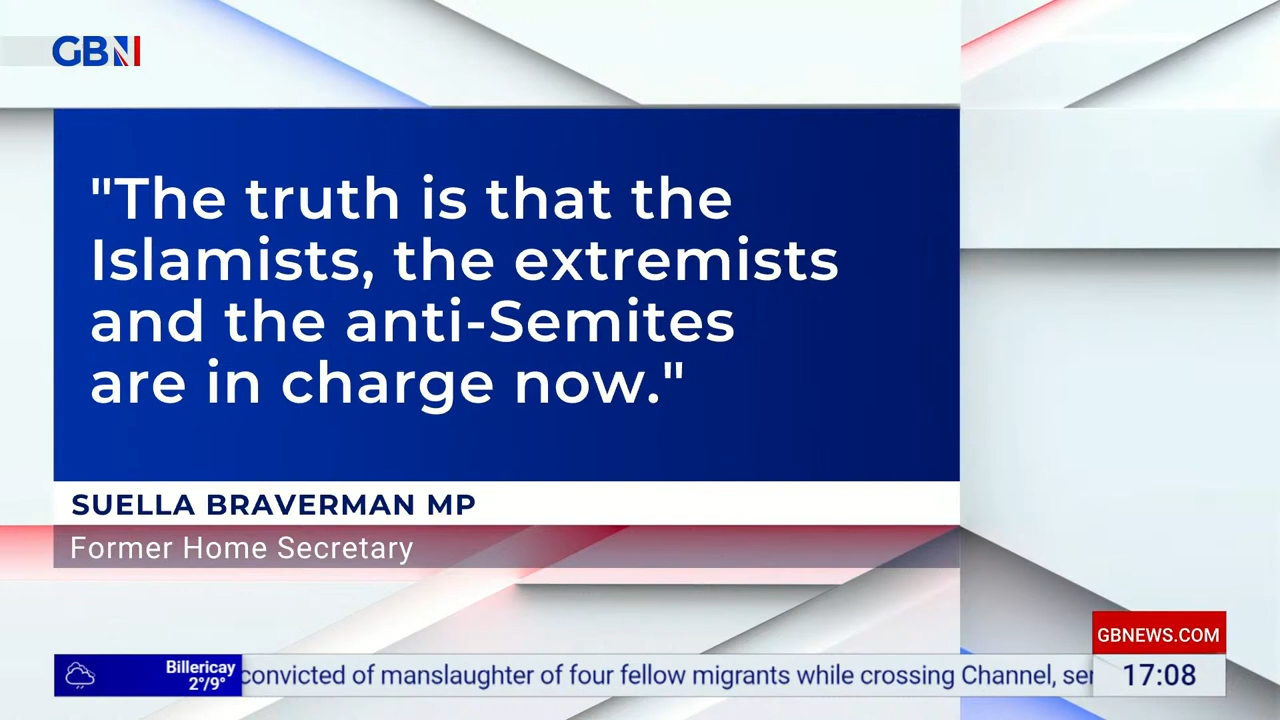 GBN
"The truth is that the
Islamists, the extremists
and the anti-Semites
are in charge now."
SUELLA BRAVERMAN MP
Former Home Secretary
GBNEWS.COM
Billericay
2°/9°
convicted of manslaughter of four fellow migrants while crossing Channel, ser
17:08